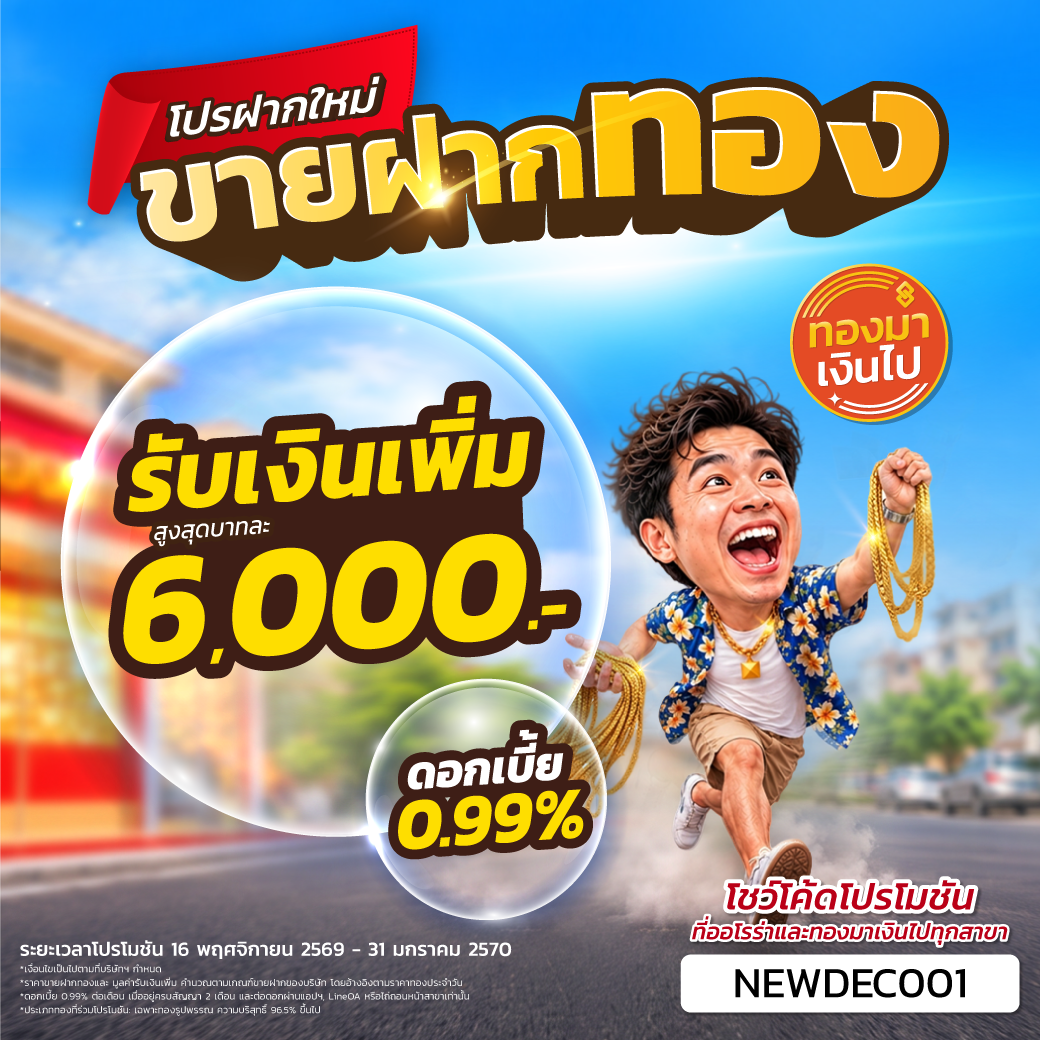 โปรฝากใหม่
ขายฝากทอง
ทองมา
เงินไป
รับเงินเพิ่ม
สูงสุดบาทละ
6,000.-
ดอกเบี้ย
0.99%
โชว์โค้ดโปรโมชัน
ที่ออโรร่าและทองมาเงินไปทุกสาขา
NEWDEC001
ระยะเวลาโปรโมชัน 16 พฤศจิกายน 2569 - 31 มกราคม 2570
*เงื่อนไขเป็นไปตามที่บริษัทฯ กำหนด
*ราคาขายฝากทองและ มูลค่ารับเงินเพิ่ม คำนวณตามเกณฑ์ขายฝากของบริษัท โดยอ้างอิงตามราคาทองประจำวัน
*ดอกเบี้ย 0.99% ต่อเดือน เมื่ออยู่ครบสัญญา 2 เดือน และต่อดอกผ่านแอปฯ, LineOA หรือไถ่ถอนหน้าสาขาเท่านั้น
*ประเภททองที่ร่วมโปรโมชัน: เฉพาะทองรูปพรรณ ความบริสุทธิ์ 96.5% ขึ้นไป